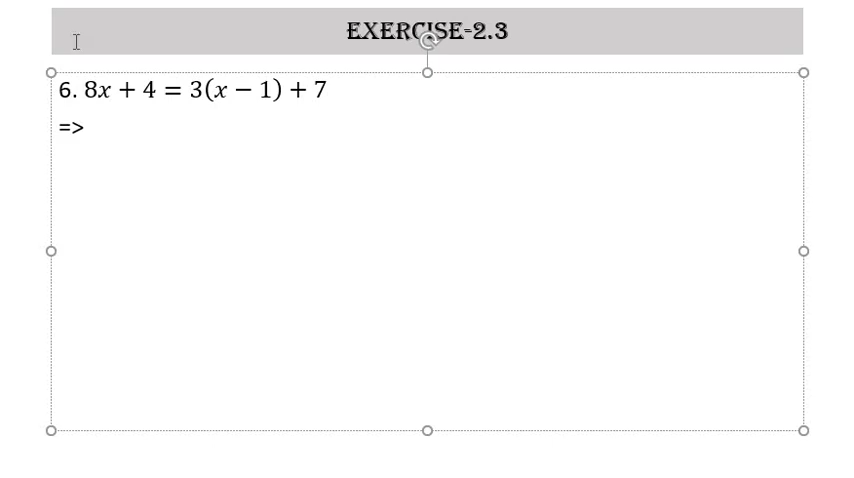 EXERCISE-2.3
6. 8x + 4 = 3(x − 1) + 7
=>